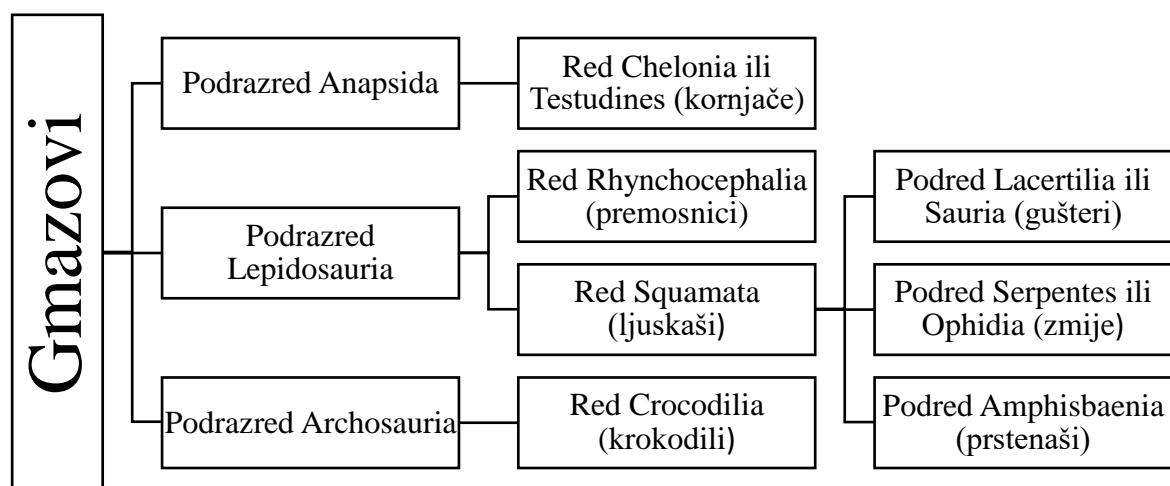 Gmazovi
Podrazred Anapsida
Red Chelonia ili
Testudines (kornjače)
Podrazred
Lepidosauria
Red Rhynchocephalia
(premosnici)
Red Squamata
(ljuskaši)
Podred Lacertilia ili
Sauria (gušteri)
Podred Serpentes ili
Ophidia (zmije)
Podred Amphisbaenia
(prstenaši)
Podrazred Archosauria
Red Crocodilia
(krokodili)